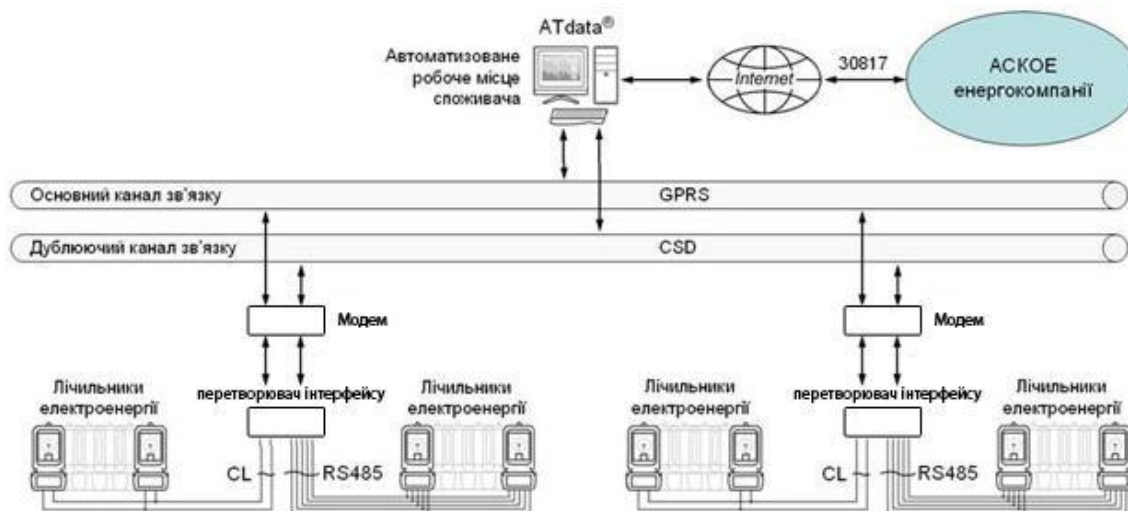 ATdata®
Автоматизоване
робоче місце
споживача
Internet
30817
АСКОЕ
енергокомпанії
Основний канал зв'язку
GPRS
Дублюючий канал зв'язку
CSD
Модем
Модем
Лічильники
електроенергії
перетворювач інтерфейсу
Лічильники
електроенергії
Лічильники
електроенергії
перетворювач інтерфейсу
Лічильники
електроенергії
CL
RS485
CL
RS485